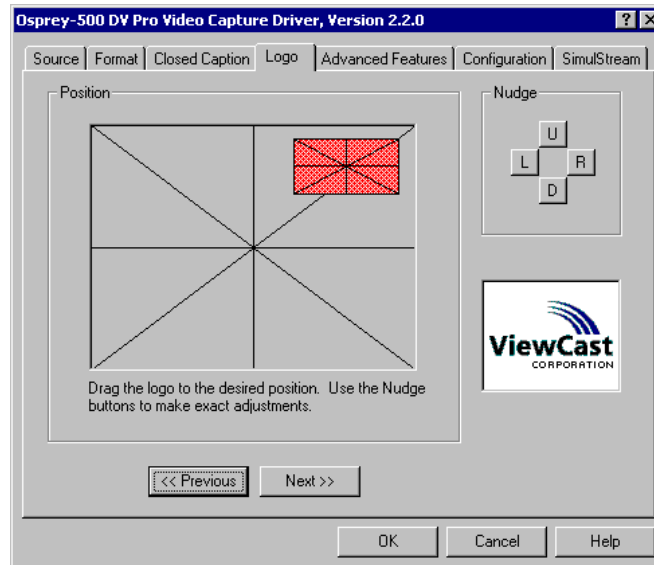 Osprey-500 DV Pro Video Capture Driver, Version 2.2.0
Source Format Closed Caption Logo Advanced Features Configuration SimulStream
Position
Nudge
U
L R
D
ViewCast
CORPORATION
Drag the logo to the desired position.  Use the Nudge
buttons to make exact adjustments.
<< Previous Next >>
OK Cancel Help